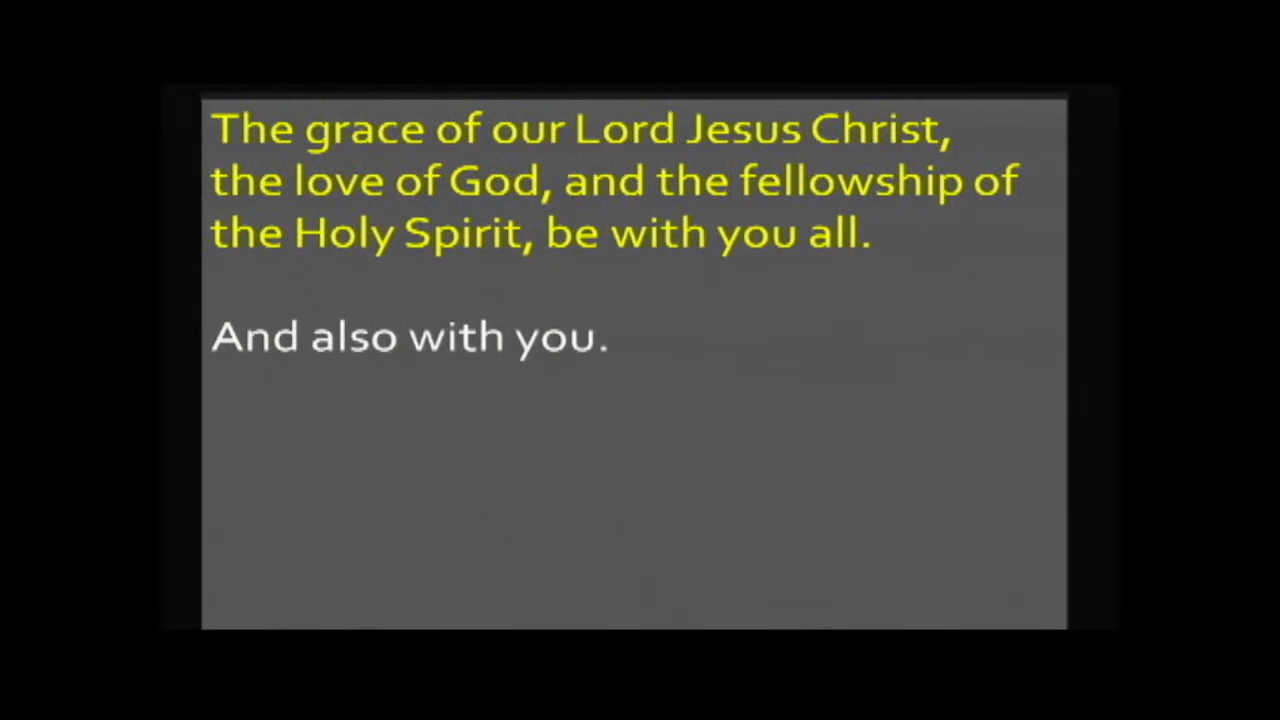 The grace of our Lord Jesus Christ,
the love of God, and the fellowship of
the Holy Spirit, be with you all.
And also with you.